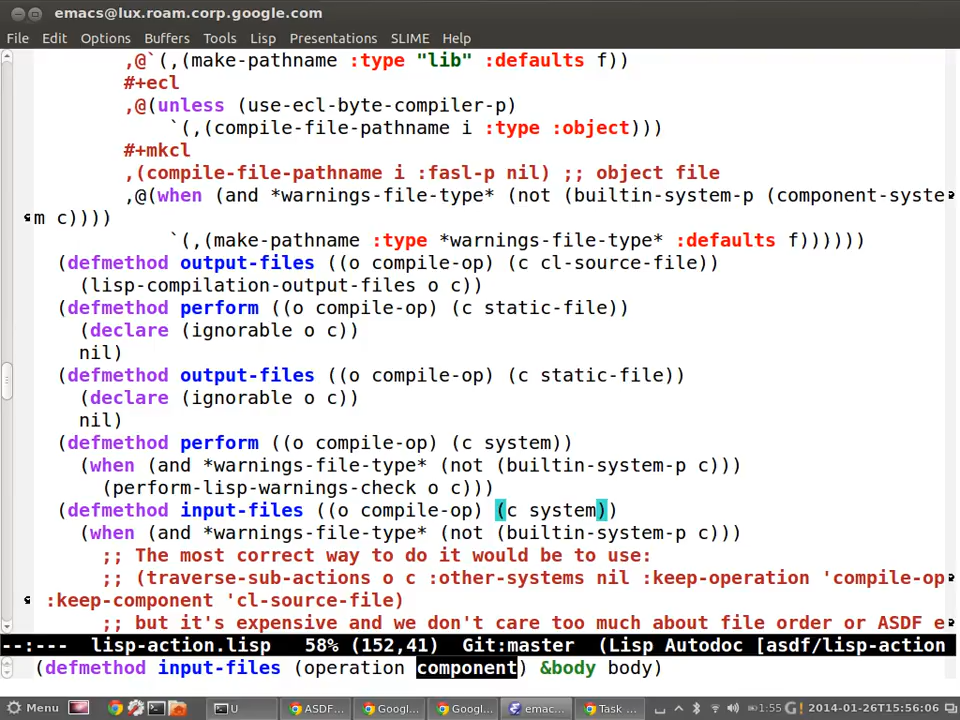 emacs@lux.roam.corp.google.com
File Edit Options Buffers Tools Lisp Presentations SLIME Help
,@`(,(make-pathname :type "lib" :defaults f))
#+ecl
,@(unless (use-ecl-byte-compiler-p)
`(,(compile-file-pathname i :type :object)))
#+mkcl
,(compile-file-pathname i :fasl-p nil) ;; object file
,@(when (and *warnings-file-type* (not (builtin-system-p (component-syste
m c))))
`(,(make-pathname :type *warnings-file-type* :defaults f))))))
(defmethod output-files ((o compile-op) (c cl-source-file))
(lisp-compilation-output-files o c))
(defmethod perform ((o compile-op) (c static-file))
(declare (ignorable o c))
nil)
(defmethod output-files ((o compile-op) (c static-file))
(declare (ignorable o c))
nil)
(defmethod perform ((o compile-op) (c system))
(when (and *warnings-file-type* (not (builtin-system-p c)))
(perform-lisp-warnings-check o c)))
(defmethod input-files ((o compile-op) (c system))
(when (and *warnings-file-type* (not (builtin-system-p c)))
;; The most correct way to do it would be to use:
;; (traverse-sub-actions o c :other-systems nil :keep-operation 'compile-op
:keep-component 'cl-source-file)
;; but it's expensive and we don't care too much about file order or ASDF e
--:--- lisp-action.lisp 58% (152,41) Git:master (Lisp Autodoc [asdf/lisp-action
(defmethod input-files (operation component) &body body)
Menu U ASDF... Googl... Googl... emac... Task ... 1:55 2014-01-26T15:56:06